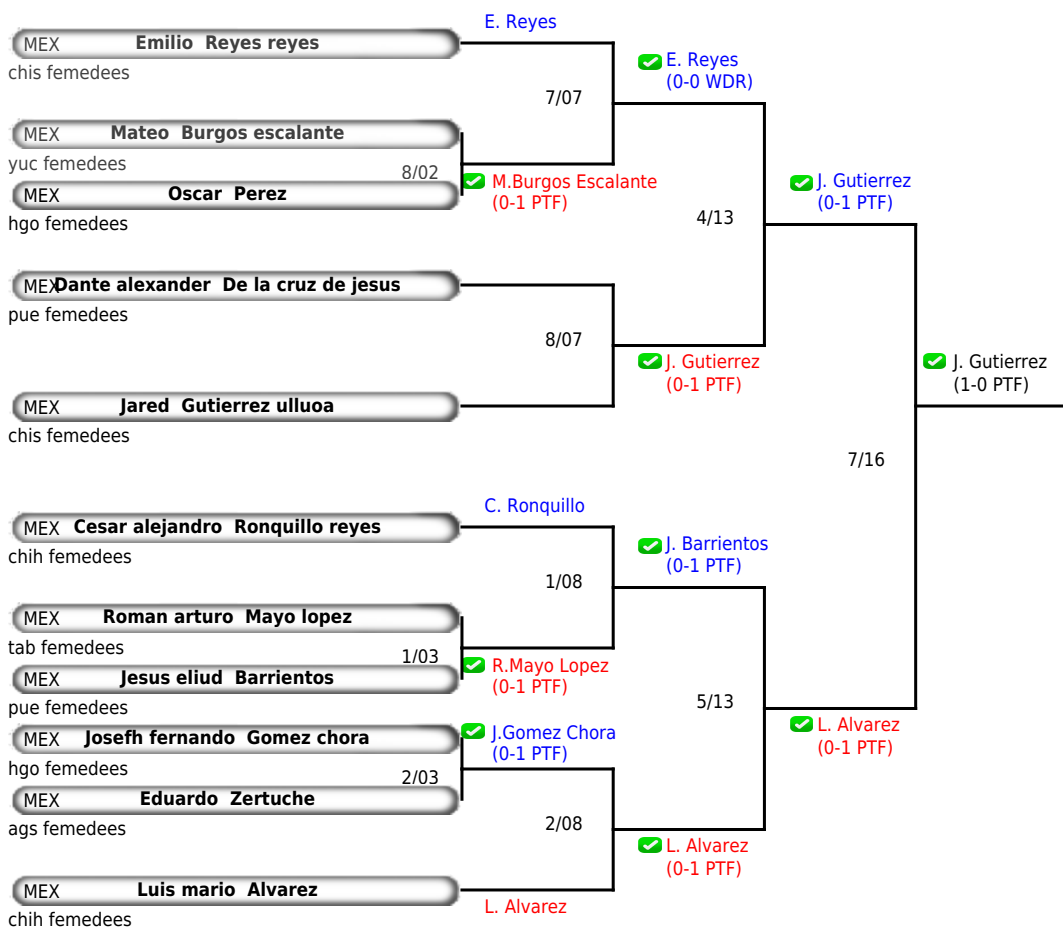 E. Reyes
MEX Emilio Reyes reyes
chis femedees
E. Reyes
(0-0 WDR)
7/07
MEX Mateo Burgos escalante
yuc femedees
8/02
M.Burgos Escalante
(0-1 PTF)
MEX Oscar Perez
hgo femedees
J. Gutierrez
(0-1 PTF)
4/13
MEX Dante alexander De la cruz de jesus
pue femedees
8/07
J. Gutierrez
(0-1 PTF)
J. Gutierrez
(1-0 PTF)
MEX Jared Gutierrez ulluoa
chis femedees
7/16
C. Ronquillo
MEX Cesar alejandro Ronquillo reyes
chih femedees
J. Barrientos
(0-1 PTF)
1/08
MEX Roman arturo Mayo lopez
tab femedees
1/03
R.Mayo Lopez
(0-1 PTF)
MEX Jesus eliud Barrientos
pue femedees
5/13
L. Alvarez
(0-1 PTF)
J.Gomez Chora
(0-1 PTF)
MEX Josefh fernando Gomez chora
hgo femedees
2/03
MEX Eduardo Zertuche
ags femedees
2/08
L. Alvarez
(0-1 PTF)
MEX Luis mario Alvarez
chih femedees
L. Alvarez